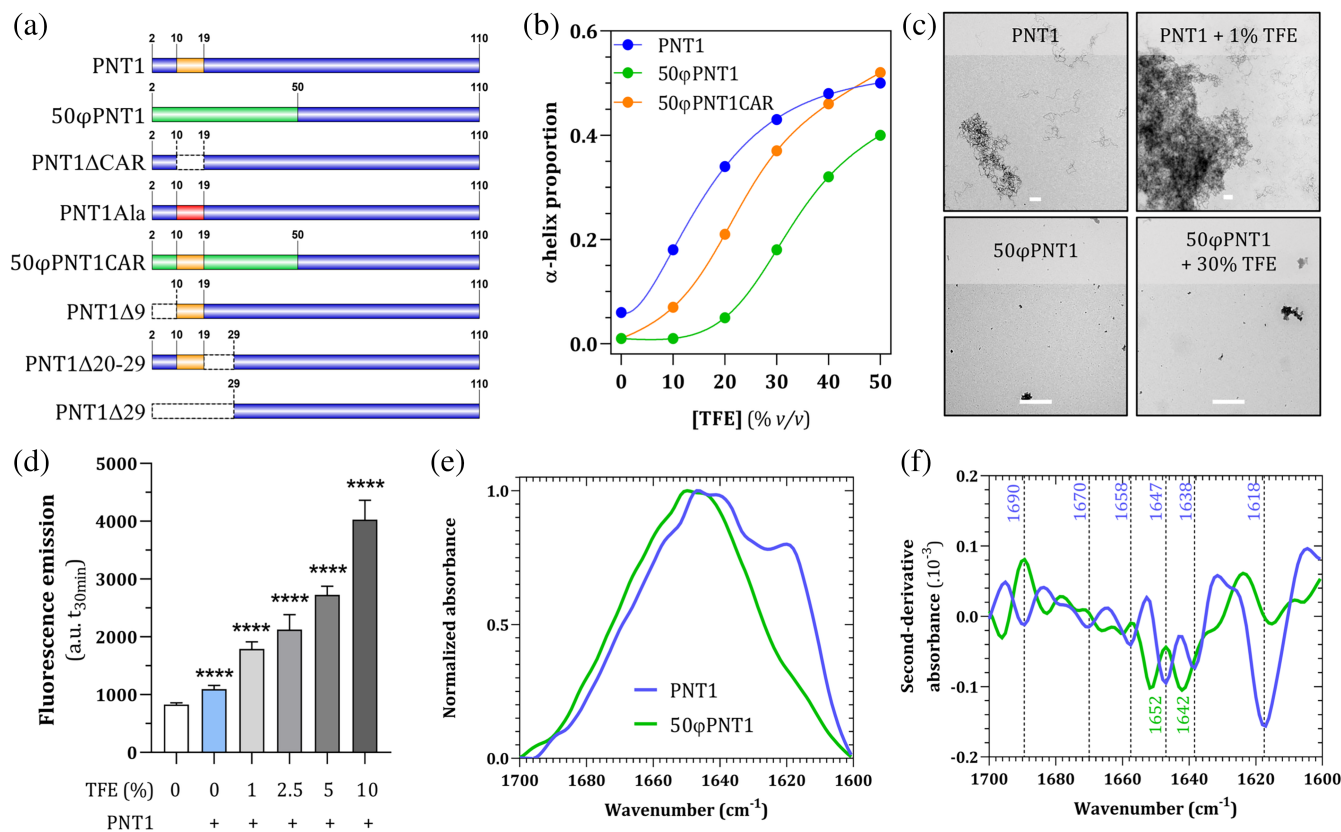 (a)
2 10 19 110
PNT1
2 50
50φPNT1
2 10 19 110
PNT1ΔCAR
2 10 19 110
PNT1Ala
2 10 19 50 110
50φPNT1CAR
10 19 110
PNT1Δ9
2 10 19 29 110
PNT1Δ20-29
29 110
PNT1Δ29
(b)
α-helix proportion
0.6
0.4
0.2
0.0
PNT1
50φPNT1
50φPNT1CAR
0 10 20 30 40 50
[TFE] (% v/v)
(c)
PNT1
PNT1 + 1% TFE
50φPNT1
50φPNT1
+ 30% TFE
(d)
Fluorescence emission
(a.u. t30min)
5000
4000
3000
2000
1000
0
**** **** **** **** ****
TFE (%) 0 0 1 2.5 5 10
PNT1 + + + + +
(e)
Normalized absorbance
1.0
0.5
0.0
PNT1
50φPNT1
1700 1680 1660 1640 1620 1600
Wavenumber (cm-1)
(f)
Second-derivative
absorbance (.10-3)
0.2
0.1
0.0
-0.1
-0.2
1690 1670 1658 1647 1638 1618
1652 1642
1700 1680 1660 1640 1620 1600
Wavenumber (cm-1)